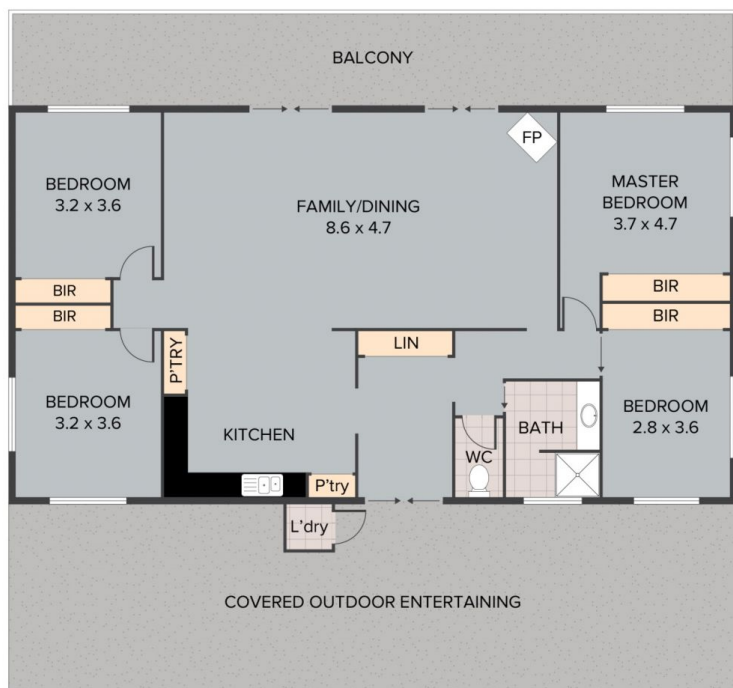 BALCONY
FP
BEDROOM
3.2 x 3.6
FAMILY/DINING
8.6 x 4.7
MASTER
BEDROOM
3.7 x 4.7
BIR
BIR
BIR
BIR
P'TRY
LIN
BEDROOM
3.2 x 3.6
KITCHEN
BATH
BEDROOM
2.8 x 3.6
WC
P'try
L'dry
COVERED OUTDOOR ENTERTAINING